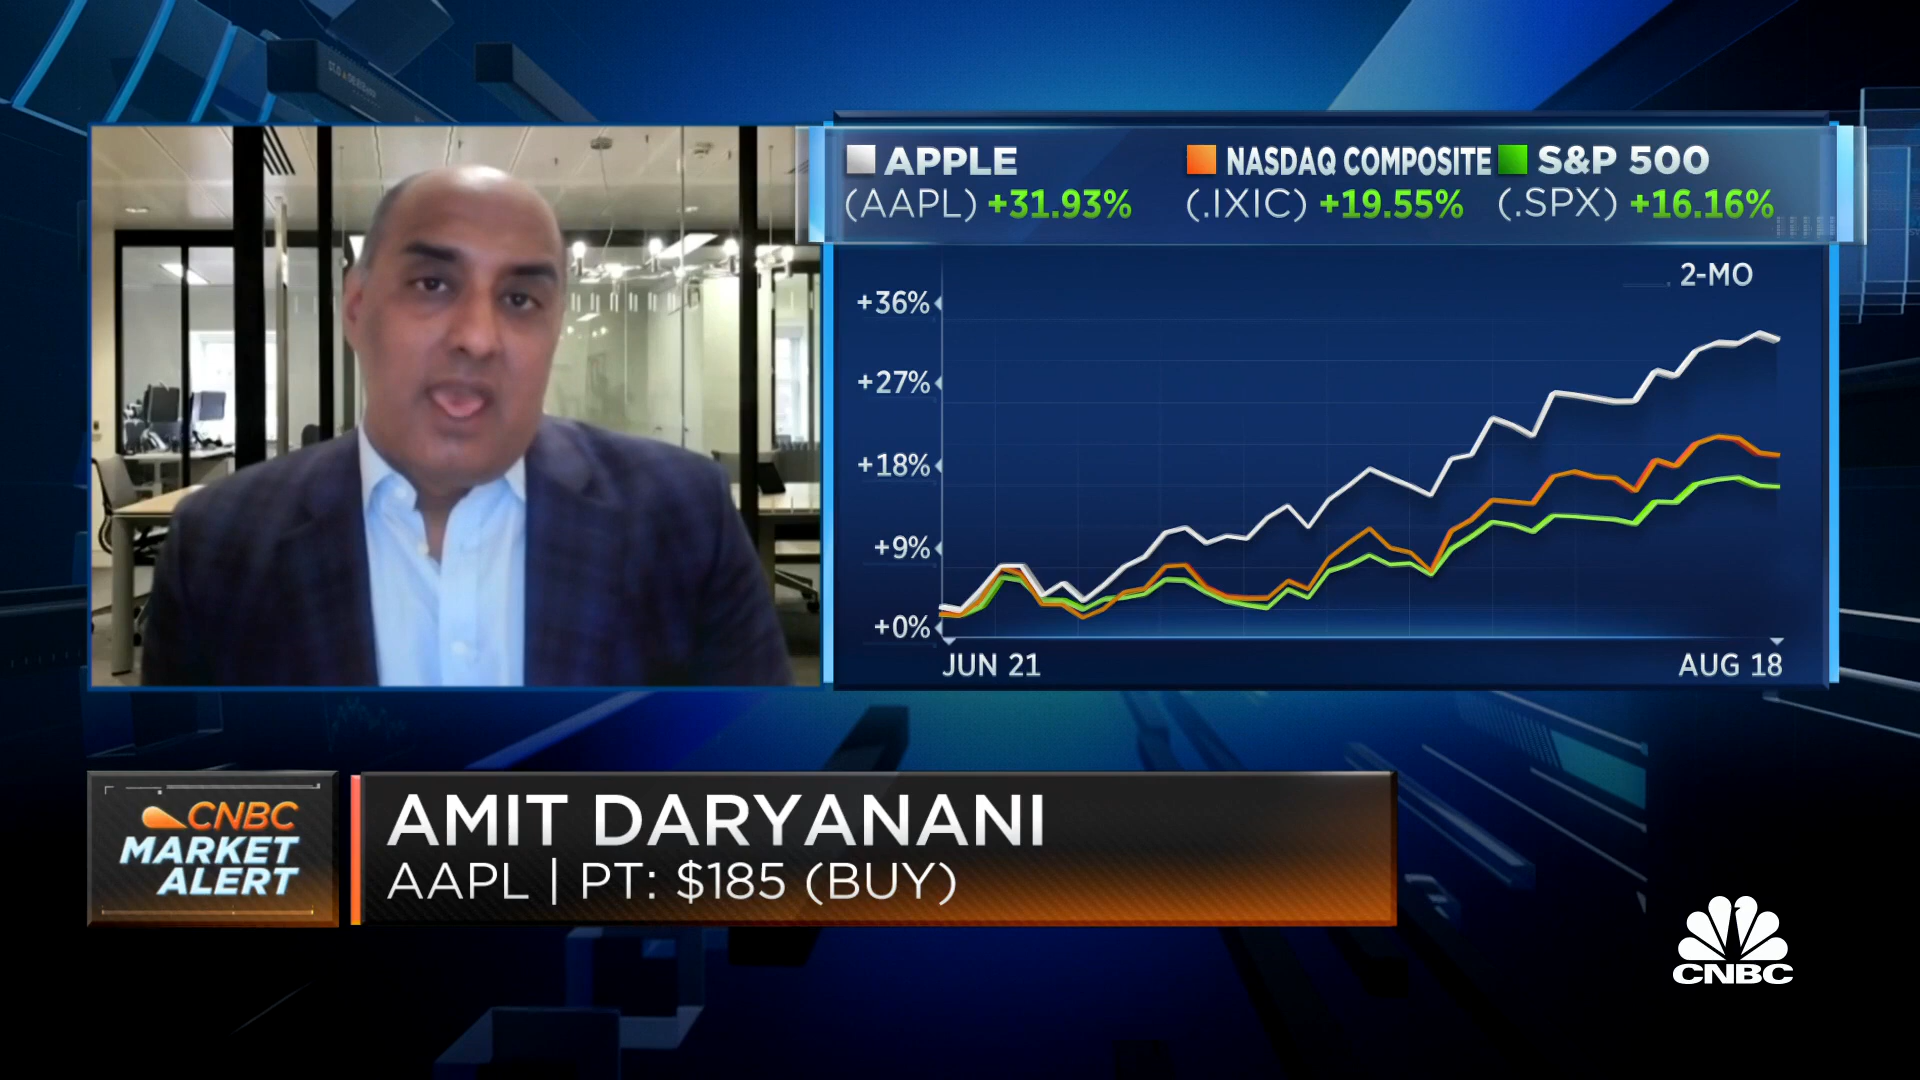 APPLE
(AAPL) +31.93%
NASDAQ COMPOSITE
(.IXIC) +19.55%
S&P 500
(.SPX) +16.16%
2-MO
+36%
+27%
+18%
+9%
+0%
JUN 21
AUG 18
CNBC
MARKET
ALERT
AMIT DARYANANI
AAPL | PT: $185 (BUY)
CNBC